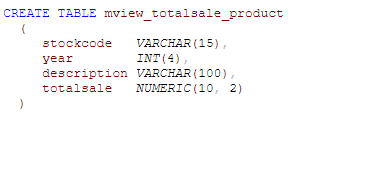 CREATE TABLE mview_totalsale_product
(
stockcode VARCHAR(15),
year INT(4),
description VARCHAR(100),
totalsale NUMERIC(10, 2)
)